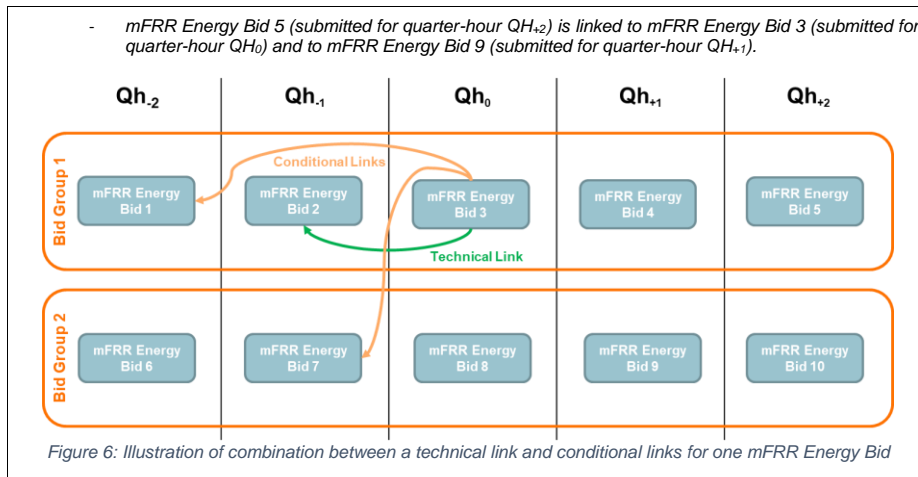 - mFRR Energy Bid 5 (submitted for quarter-hour QH+2) is linked to mFRR Energy Bid 3 (submitted for
quarter-hour QH0) and to mFRR Energy Bid 9 (submitted for quarter-hour QH+1).
Qh-2 Qh-1 Qh0 Qh+1 Qh+2
Bid Group 1
Conditional Links
mFRR Energy
Bid 1
mFRR Energy
Bid 2
mFRR Energy
Bid 3
mFRR Energy
Bid 4
mFRR Energy
Bid 5
Technical Link
Bid Group 2
mFRR Energy
Bid 6
mFRR Energy
Bid 7
mFRR Energy
Bid 8
mFRR Energy
Bid 9
mFRR Energy
Bid 10
Figure 6: Illustration of combination between a technical link and conditional links for one mFRR Energy Bid